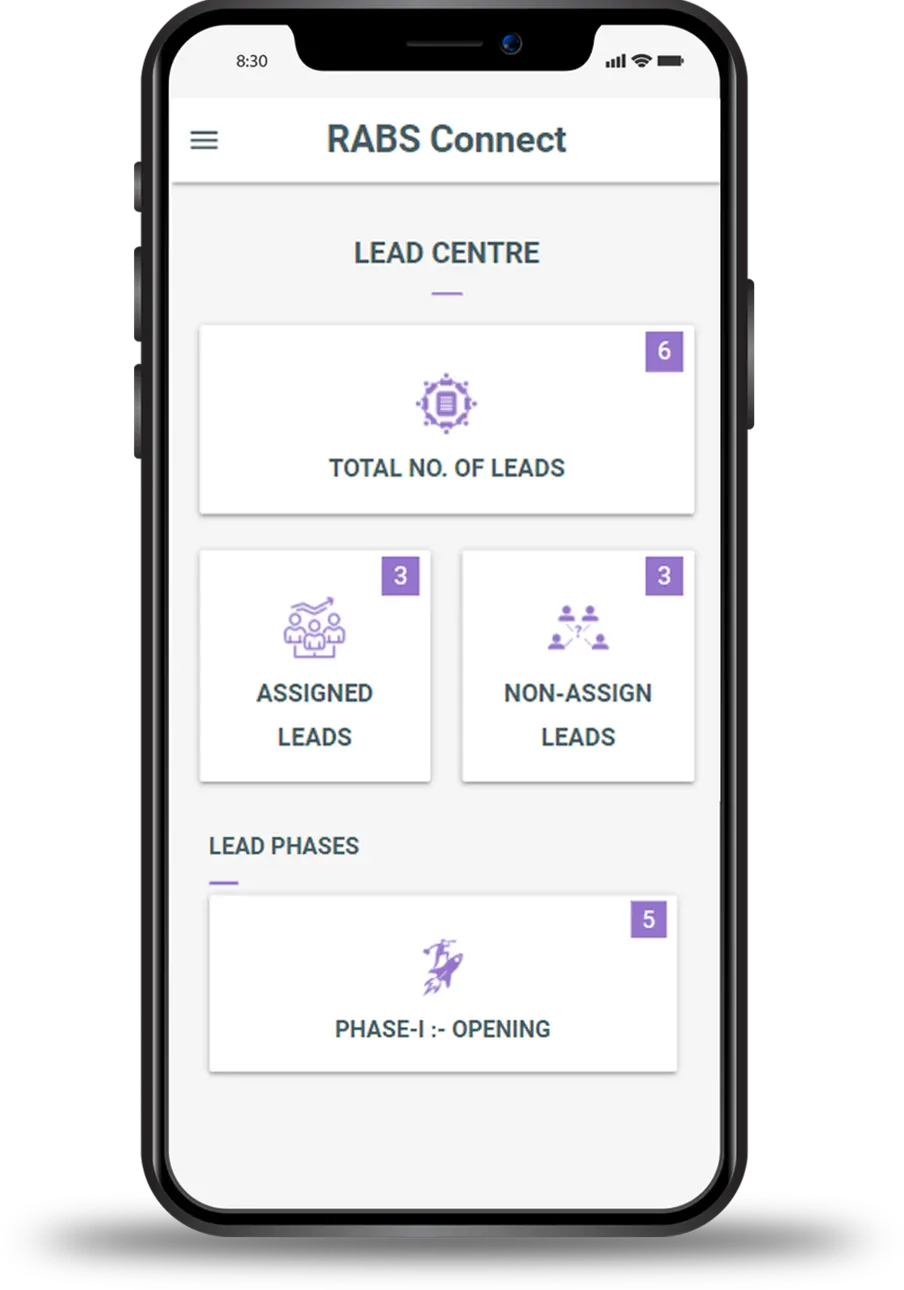 8:30
RABS Connect
LEAD CENTRE
6
TOTAL NO. OF LEADS
3
ASSIGNED
LEADS
3
?
NON-ASSIGN
LEADS
LEAD PHASES
5
PHASE-I :- OPENING